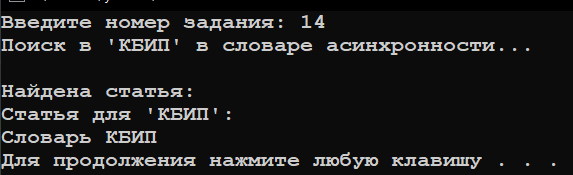 Введите номер задания: 14
Поиск в 'КБИП' в словаре асинхронности...
Найдена статья:
Статья для 'КБИП':
Словарь КБИП
Для продолжения нажмите любую клавишу . . .